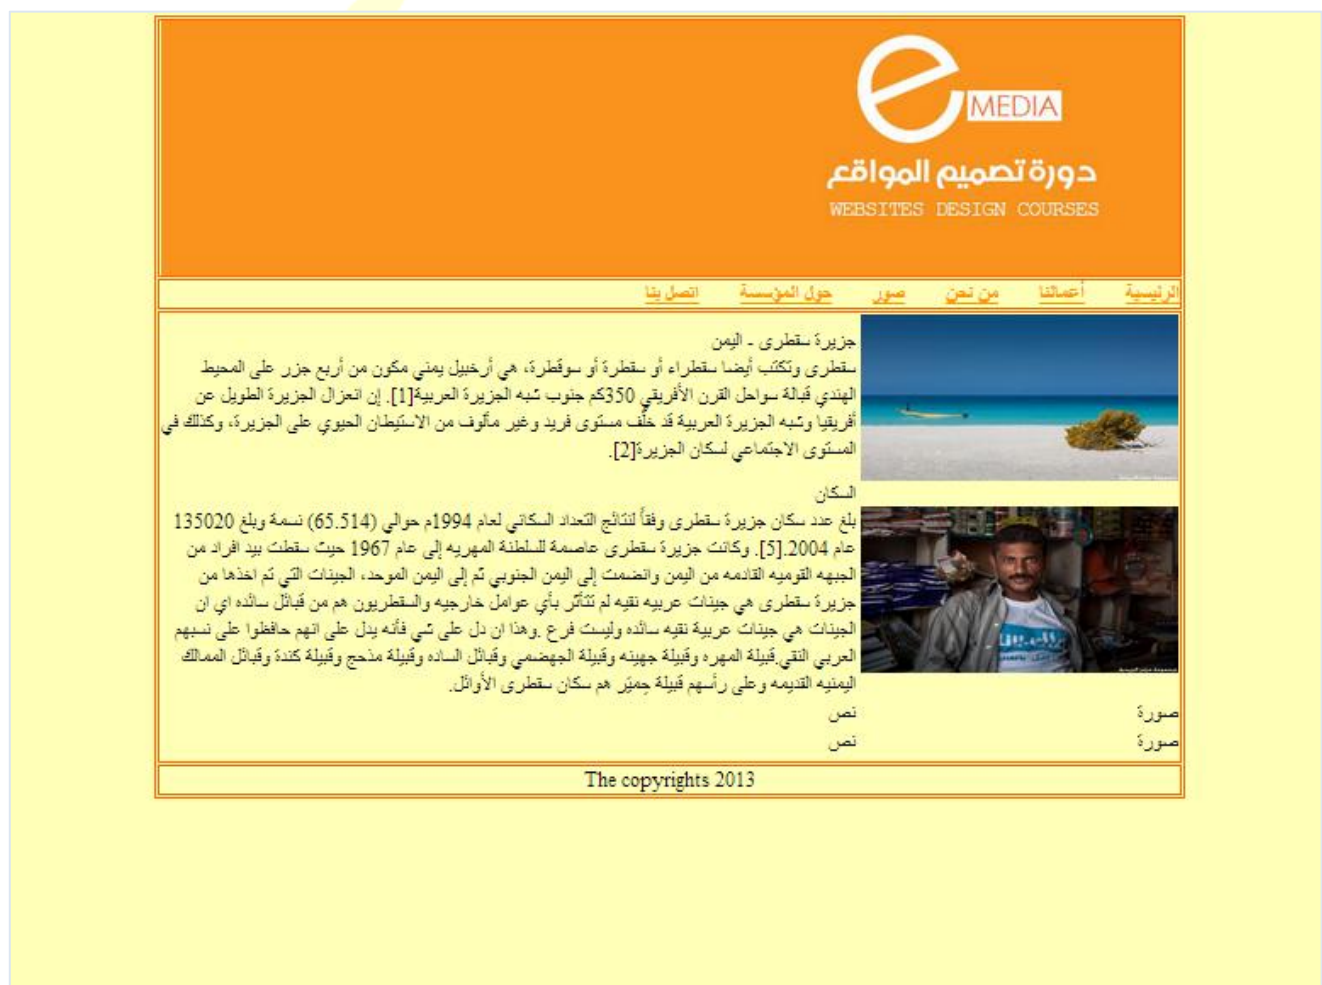 e MEDIA
دورة تصميم المواقع
WEBSITES DESIGN COURSES
الرئيسية أعمالنا من نحن صور حول المؤسسة اتصل بنا
جزيرة سقطرى - اليمن
سقطرى وتكتب أيضا سقطراء أو سقطرة أو سوقطرة، هي أرخبيل يمني مكون من أربع جزر على المحيط
الهندي قبالة سواحل القرن الأفريقي 350كم جنوب شبه الجزيرة العربية[1]. إن انعزال الجزيرة الطويل عن
أفريقيا وشبه الجزيرة العربية قد خلّف مستوى فريد وغير مألوف من الاستيطان الحيوي على الجزيرة، وكذلك في
المستوى الاجتماعي لسكان الجزيرة[2].
السكان
بلغ عدد سكان جزيرة سقطرى وفقاً لنتائج التعداد السكاني لعام 1994م حوالي (65.514) نسمة وبلغ 135020
عام 2004.[5]. وكانت جزيرة سقطرى عاصمة للسلطنة المهريه إلى عام 1967 حيث سقطت بيد افراد من
الجبهه القوميه القادمه من اليمن وانضمت إلى اليمن الجنوبي ثم إلى اليمن الموحد، الجينات التي تم اخذها من
جزيرة سقطرى هي جينات عربيه نقيه لم تتأثر بأي عوامل خارجيه والسقطريون هم من قبائل سائده اي ان
الجينات هي جينات عربية نقيه سائده وليست فرع .وهذا ان دل على شي فأنه يدل على انهم حافظوا على نسبهم
العربي النقي.قبيلة المهره وقبيلة جهينه وقبيلة الجهضمي وقبائل الساده وقبيلة مذحج وقبيلة كندة وقبائل الممالك
اليمنيه القديمه وعلى رأسهم قبيلة حِميَر هم سكان سقطرى الأوائل.
صورة نص
صورة نص
The copyrights 2013